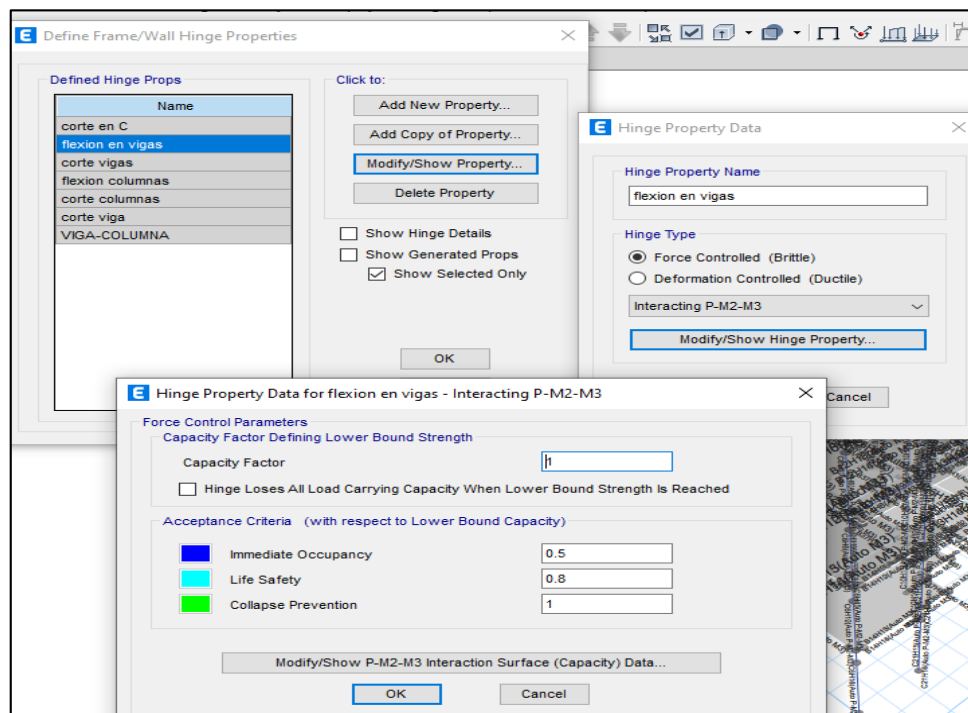 Define Frame/Wall Hinge Properties
Defined Hinge Props
Name
corte en C
flexion en vigas
corte vigas
flexion columnas
corte columnas
corte viga
VIGA-COLUMNA
Click to:
Add New Property...
Add Copy of Property...
Modify/Show Property...
Delete Property
Show Hinge Details
Show Generated Props
Show Selected Only
OK
Hinge Property Data
Hinge Property Name
flexion en vigas
Hinge Type
Force Controlled (Brittle)
Deformation Controlled (Ductile)
Interacting P-M2-M3
Modify/Show Hinge Property...
Cancel
Hinge Property Data for flexion en vigas - Interacting P-M2-M3
Force Control Parameters
Capacity Factor Defining Lower Bound Strength
Capacity Factor 1
Hinge Loses All Load Carrying Capacity When Lower Bound Strength Is Reached
Acceptance Criteria (with respect to Lower Bound Capacity)
Immediate Occupancy 0.5
Life Safety 0.8
Collapse Prevention 1
Modify/Show P-M2-M3 Interaction Surface (Capacity) Data...
OK Cancel